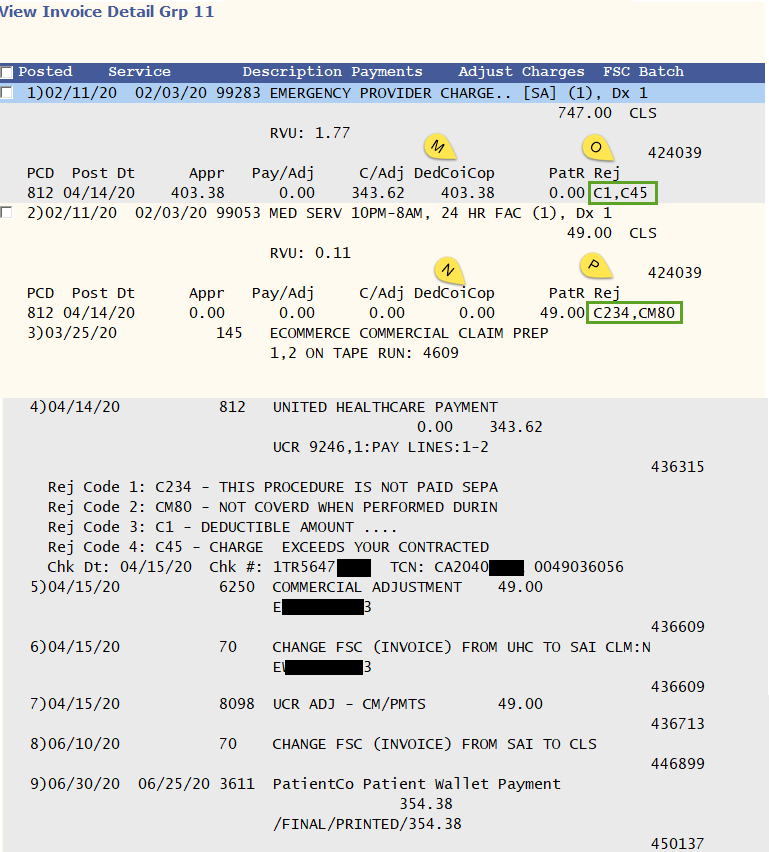 View Invoice Detail Grp 11
Posted Service Description Payments Adjust Charges FSC Batch
1)02/11/20 02/03/20 99283 EMERGENCY PROVIDER CHARGE.. [SA] (1), Dx 1
747.00 CLS
RVU: 1.77
M O
424039
PCD Post Dt Appr Pay/Adj C/Adj DedCoiCop PatR Rej
812 04/14/20 403.38 0.00 343.62 403.38 0.00 C1,C45
2)02/11/20 02/03/20 99053 MED SERV 10PM-8AM, 24 HR FAC (1), Dx 1
49.00 CLS
RVU: 0.11
N P
424039
PCD Post Dt Appr Pay/Adj C/Adj DedCoiCop PatR Rej
812 04/14/20 0.00 0.00 0.00 0.00 49.00 C234,CM80
3)03/25/20 145 ECOMMERCE COMMERCIAL CLAIM PREP
1,2 ON TAPE RUN: 4609
4)04/14/20 812 UNITED HEALTHCARE PAYMENT
0.00 343.62
UCR 9246,1:PAY LINES:1-2
436315
Rej Code 1: C234 - THIS PROCEDURE IS NOT PAID SEPA
Rej Code 2: CM80 - NOT COVERD WHEN PERFORMED DURIN
Rej Code 3: C1 - DEDUCTIBLE AMOUNT ....
Rej Code 4: C45 - CHARGE EXCEEDS YOUR CONTRACTED
Chk Dt: 04/15/20 Chk #: 1TR5647 TCN: CA2040 0049036056
5)04/15/20 6250 COMMERCIAL ADJUSTMENT 49.00
E 3
436609
6)04/15/20 70 CHANGE FSC (INVOICE) FROM UHC TO SAI CLM:N
E 3
436609
7)04/15/20 8098 UCR ADJ - CM/PMTS 49.00
436713
8)06/10/20 70 CHANGE FSC (INVOICE) FROM SAI TO CLS
446899
9)06/30/20 06/25/20 3611 PatientCo Patient Wallet Payment
354.38
/FINAL/PRINTED/354.38
450137